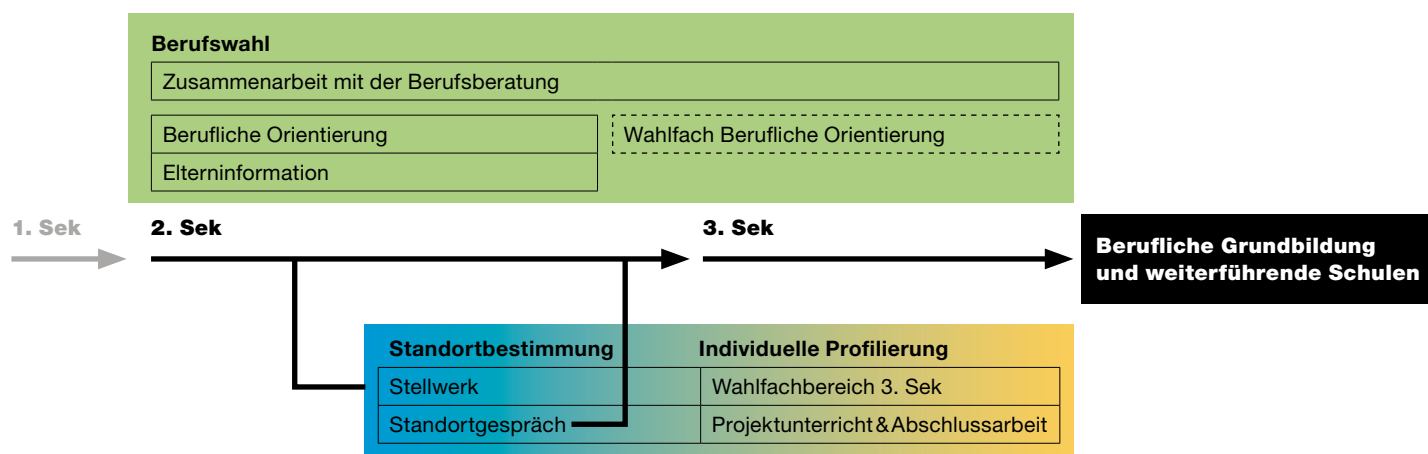 Berufswahl
Zusammenarbeit mit der Berufsberatung
Berufliche Orientierung
Wahlfach Berufliche Orientierung
Elterninformation
1. Sek
2. Sek
3. Sek
Berufliche Grundbildung
und weiterführende Schulen
Standortbestimmung
Individuelle Profilierung
Stellwerk
Wahlfachbereich 3. Sek
Standortgespräch
Projektunterricht & Abschlussarbeit